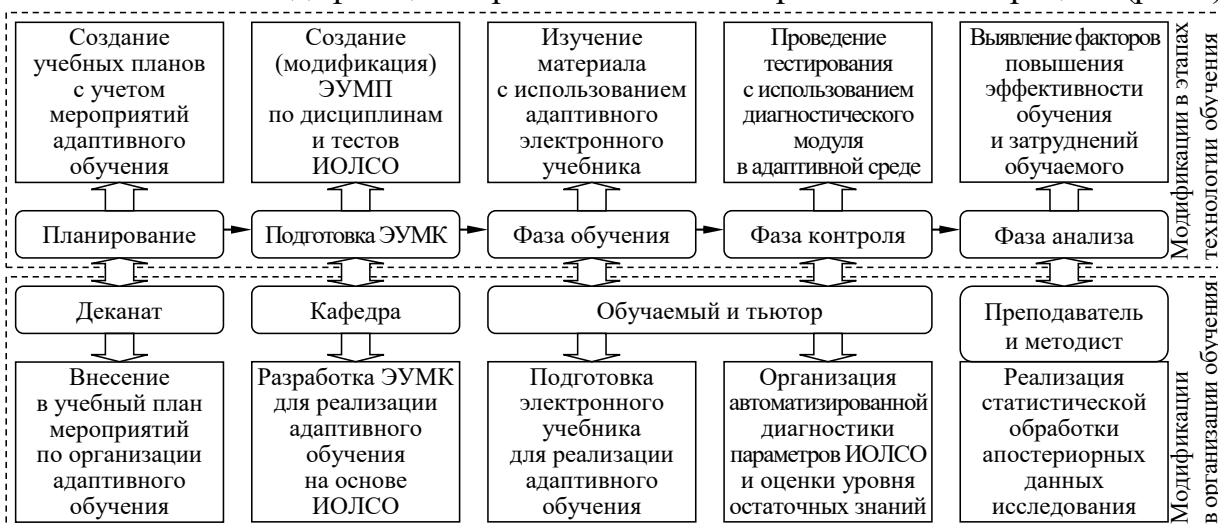 Создание
учебных планов
с учетом
мероприятий
адаптивного
обучения
Создание
(модификация)
ЭУМП
по дисциплинам
и тестов
ИОЛСО
Изучение
материала
с использованием
адаптивного
электронного
учебника
Проведение
тестирования
с использованием
диагностического
модуля
в адаптивной среде
Выявление факторов
повышения
эффективности
обучения
и затруднений
обучаемого
Модификации в этапах
технологии обучения
Планирование
Подготовка ЭУМК
Фаза обучения
Фаза контроля
Фаза анализа
Деканат
Кафедра
Обучаемый и тьютор
Преподаватель
и методист
Внесение
в учебный план
мероприятий
по организации
адаптивного
обучения
Разработка ЭУМК
для реализации
адаптивного
обучения
на основе
ИОЛСО
Подготовка
электронного
учебника
для реализации
адаптивного
обучения
Организация
автоматизированной
диагностики
параметров ИОЛСО
и оценки уровня
остаточных знаний
Реализация
статистической
обработки
апостериорных
данных
исследования
Модификации
в организации обучения